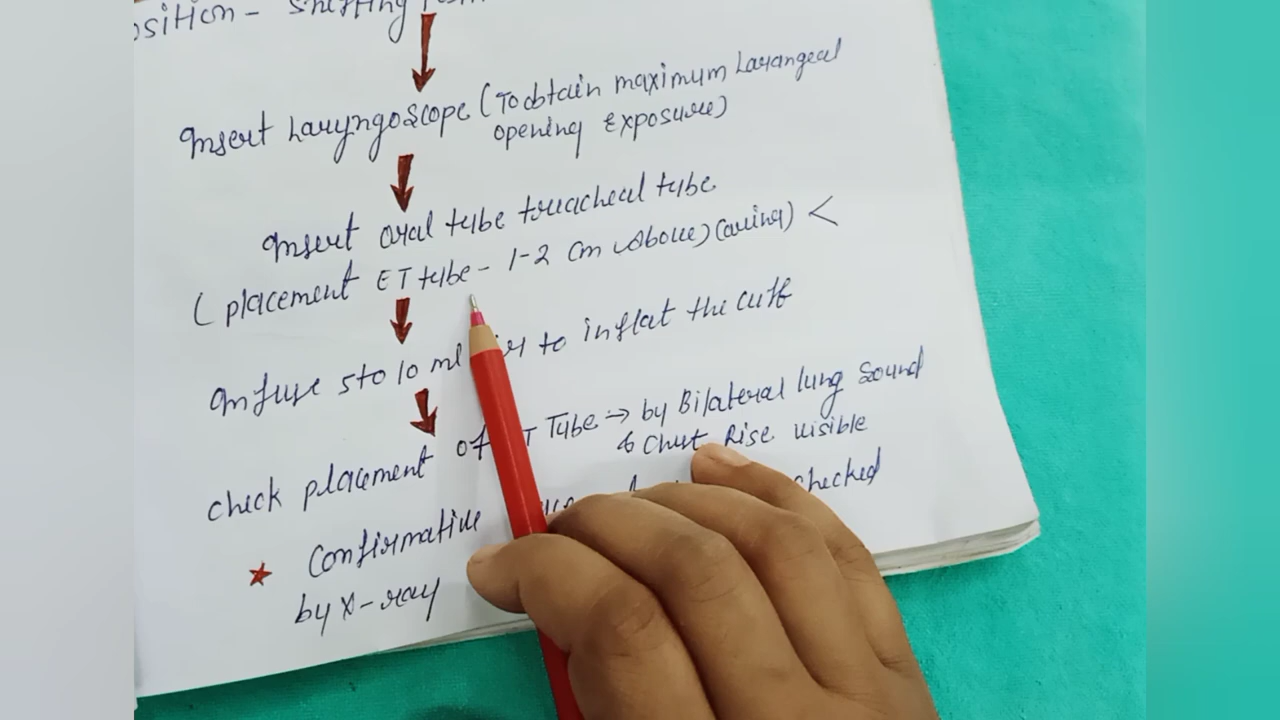 osition - Shifting
Insert Laryngoscope (To obtain maximum Larangeal
opening exposure)
Insert oral tube truacheal tube
( placement ET tube - 1-2 cm above) (carina) <
Infuse 5 to 10 ml to inflat the cuff
check placement of T Tube ⇒ by Bilateral lung sound
& Chest Rise visible
★ Confirmative checked
by X-ray